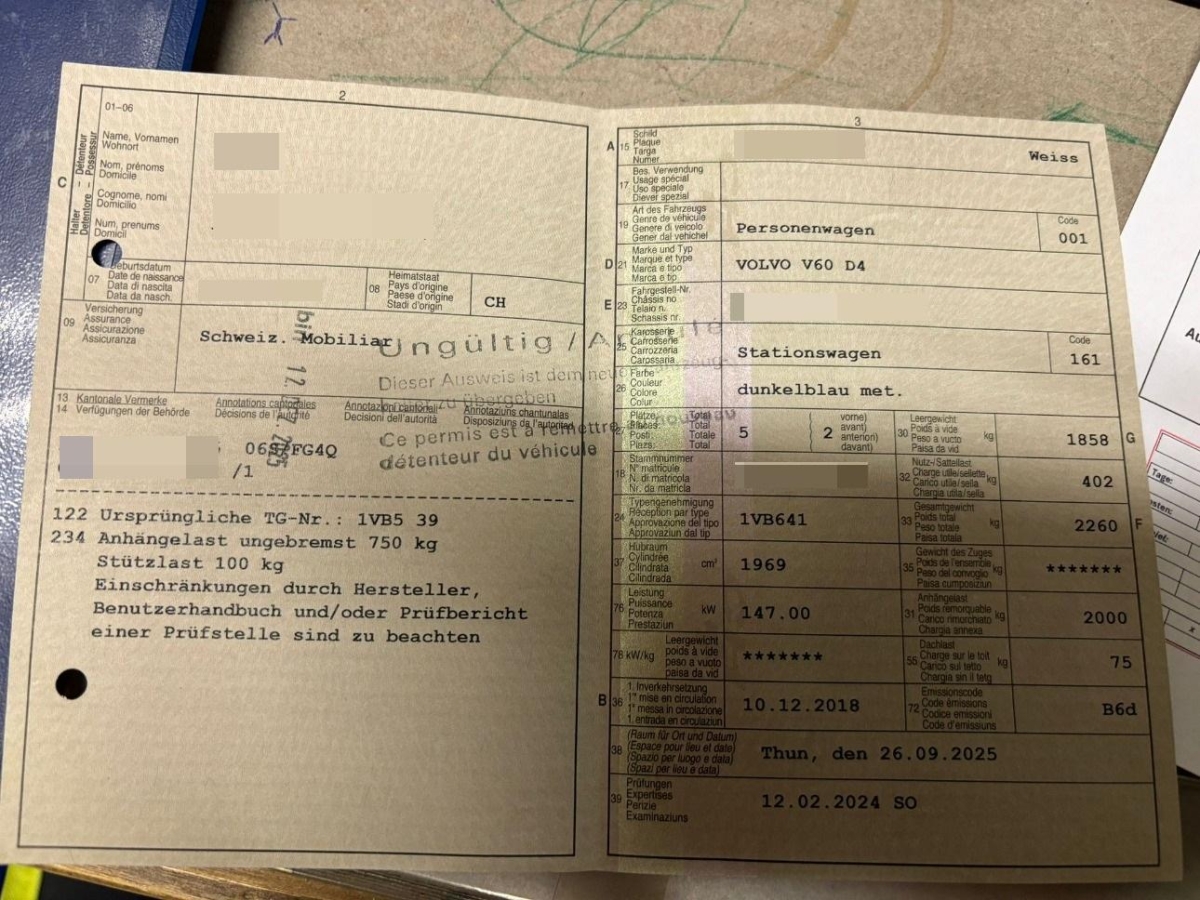 2
01–06
Name, Vornamen
Wohnort
Nom, prénoms
Domicile
Cognome, nomi
Domicilio
Num, prenums
Domicil
C
Halter – Détenteur
Detentore – Possessur
07
Geburtsdatum
Date de naissance
Data di nascita
Data da nasch.
08
Heimatstaat
Pays d'origine
Paese d'origine
Stadi d'origin
CH
09
Versicherung
Assurance
Assicurazione
Assicuranza
Schweiz. Mobiliar
Ungültig /
Dieser Ausweis ist dem
zu übergeben
Ce permis est à remettre
détenteur du véhicule
13 Kantonale Vermerke
14 Verfügungen der Behörde
Annotations cantonales
Décisions de l'autorité
Annotazioni cantonali
Decisioni dell'autorità
Annotaziuns chantunalas
Disposiziuns da l'autoritad
/1
122 Ursprüngliche TG-Nr.: 1VB5 39
234 Anhängelast ungebremst 750 kg
Stützlast 100 kg
Einschränkungen durch Hersteller,
Benutzerhandbuch und/oder Prüfbericht
einer Prüfstelle sind zu beachten
3
A 15
Schild
Plaque
Targa
Numer
Weiss
17
Bes. Verwendung
Usage spécial
Uso speciale
Diever spezial
19
Art des Fahrzeugs
Genre de véhicule
Genere di veicolo
Gener dal vehichel
Personenwagen
Code
001
D 21
Marke und Typ
Marque et type
Marca e tipo
Marca e tip
VOLVO V60 D4
E 23
Fahrgestell-Nr.
Châssis no
Telaio n.
Schassis nr.
25
Karosserie
Carrosserie
Carrozzeria
Carossaria
Stationswagen
Code
161
26
Farbe
Couleur
Colore
Colur
dunkelblau met.
27
Plätze: Total
Places: Total
Posti: Totale
Plazs: Total
5
( 2
vorne)
avant)
anteriori)
davant)
30
Leergewicht
Poids à vide
Peso a vuoto
Paisa da vid
kg
1858
G
18
Stammnummer
N° matricule
N. di matricola
Nr. da matricla
32
Nutz-/Sattellast
Charge utile/sellette
Carico utile/sella
Chargia utila/sella
kg
402
24
Typengenehmigung
Réception par type
Approvazione del tipo
Approvaziun dal tip
1VB641
33
Gesamtgewicht
Poids total
Peso totale
Paisa totala
kg
2260
F
37
Hubraum
Cylindrée
Cilindrata
Cilindrada
cm³
1969
35
Gewicht des Zuges
Poids de l'ensemble
Peso del convoglio
Paisa cumposiziun
kg
*******
76
Leistung
Puissance
Potenza
Prestaziun
kW
147.00
31
Anhängelast
Poids remorquable
Carico rimorchiato
Chargia annexa
kg
2000
78 kW/kg
Leergewicht
poids à vide
peso a vuoto
paisa da vid
*******
55
Dachlast
Charge sur le toit
Carico sul tetto
Chargia sin il tetg
kg
75
B 36
1. Inverkehrsetzung
1re mise en circulation
1a messa in circolazione
1. entrada en circulaziun
10.12.2018
72
Emissionscode
Code émissions
Codice emissioni
Code d'emissiuns
B6d
38
(Raum für Ort und Datum)
(Espace pour lieu et date)
(Spazio per luogo e data)
(Spazi per lieu e data)
Thun, den 26.09.2025
39
Prüfungen
Expertises
Perizie
Examinaziuns
12.02.2024 SO
Tage: